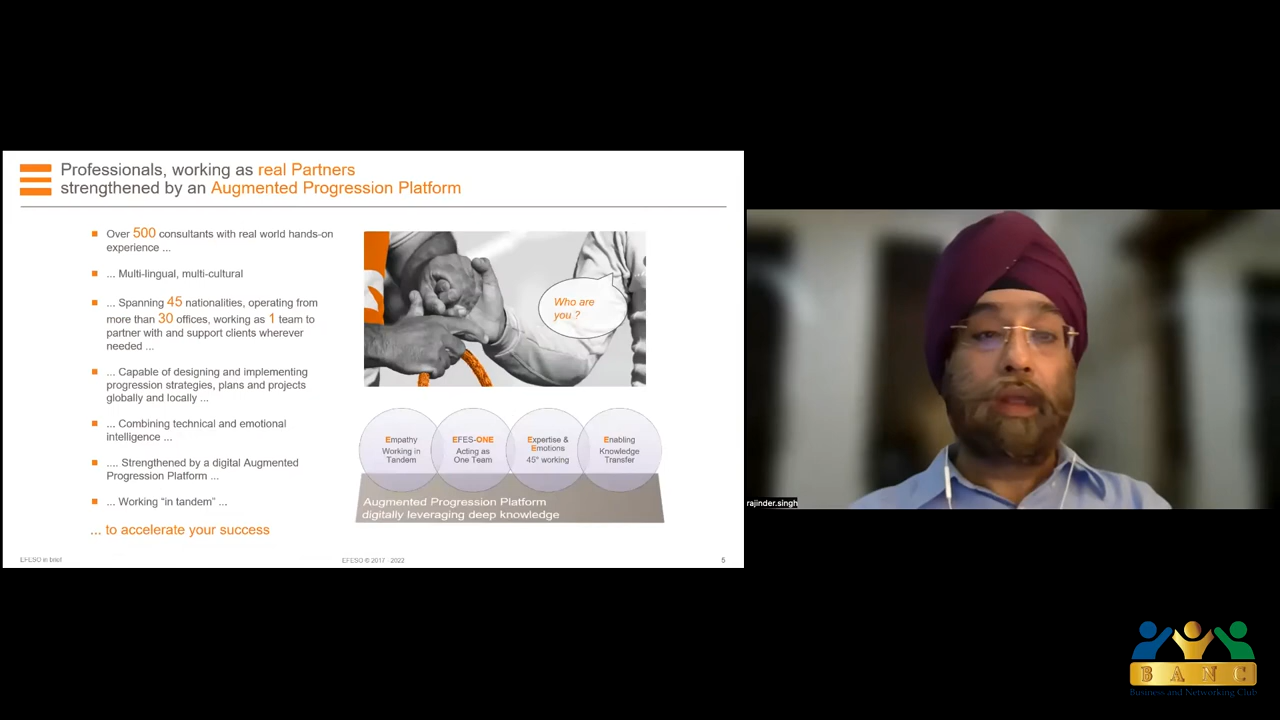 Professionals, working as real Partners
strengthened by an Augmented Progression Platform
Over 500 consultants with real world hands-on
experience ...
... Multi-lingual, multi-cultural
... Spanning 45 nationalities, operating from
more than 30 offices, working as 1 team to
partner with and support clients wherever
needed ...
... Capable of designing and implementing
progression strategies, plans and projects
globally and locally ...
... Combining technical and emotional
intelligence ...
.... Strengthened by a digital Augmented
Progression Platform ...
... Working “in tandem” ...
... to accelerate your success
Who are
you ?
Empathy
Working in
Tandem
EFES-ONE
Acting as
One Team
Expertise &
Emotions
45° working
Enabling
Knowledge
Transfer
Augmented Progression Platform
digitally leveraging deep knowledge
EFESO in brief
EFESO © 2017 - 2022
5
rajinder.singh
B A N C
Business and Networking Club